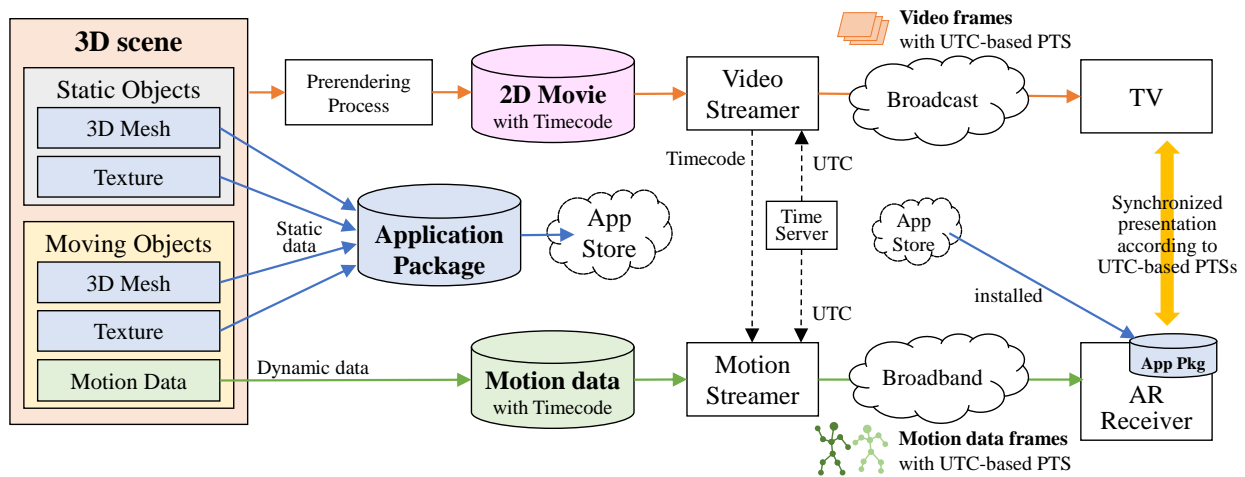 3D scene
Static Objects
3D Mesh
Texture
Moving Objects
3D Mesh
Texture
Motion Data
Prerendering
Process
2D Movie
with Timecode
Video
Streamer
Video frames
with UTC-based PTS
Broadcast
TV
Timecode
UTC
Static
data
Application
Package
App
Store
Time
Server
App
Store
Synchronized
presentation
according to
UTC-based PTSs
installed
UTC
Dynamic data
Motion data
with Timecode
Motion
Streamer
Broadband
App Pkg
AR
Receiver
Motion data frames
with UTC-based PTS